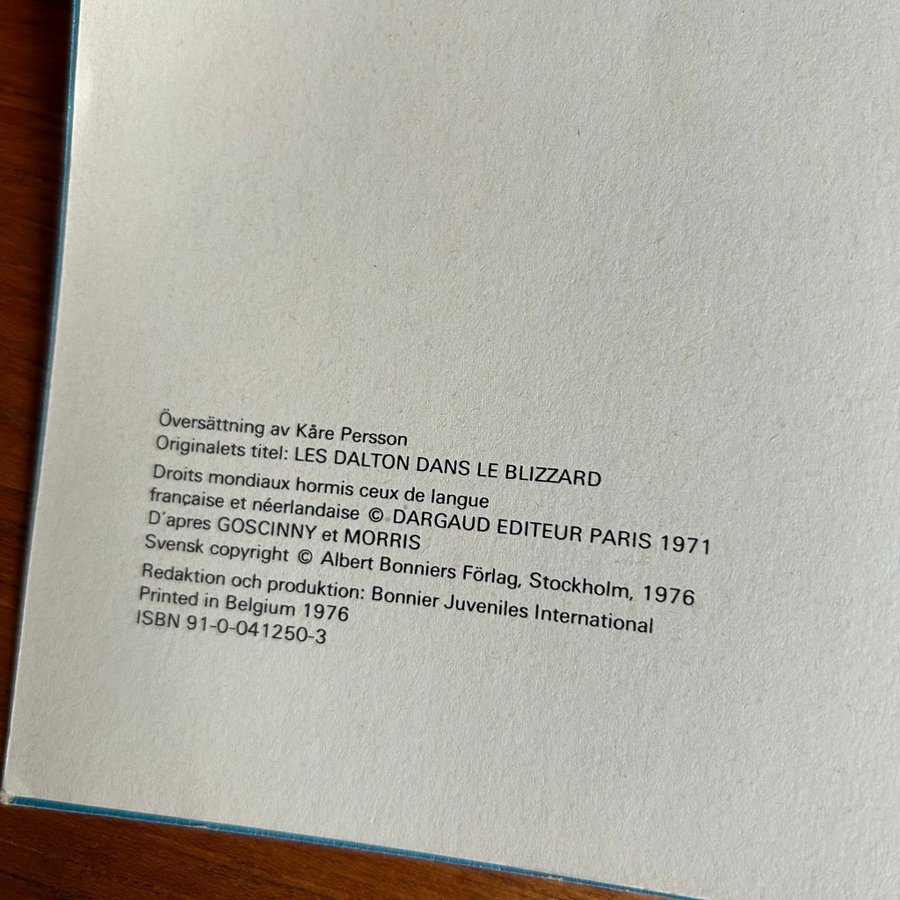 Översättning av Kåre Persson
Originalets titel: LES DALTON DANS LE BLIZZARD
Droits mondiaux hormis ceux de langue
française et néerlandaise © DARGAUD EDITEUR PARIS 1971
D'apres GOSCINNY et MORRIS
Svensk copyright © Albert Bonniers Förlag, Stockholm, 1976
Redaktion och produktion: Bonnier Juveniles International
Printed in Belgium 1976
ISBN 91-0-041250-3